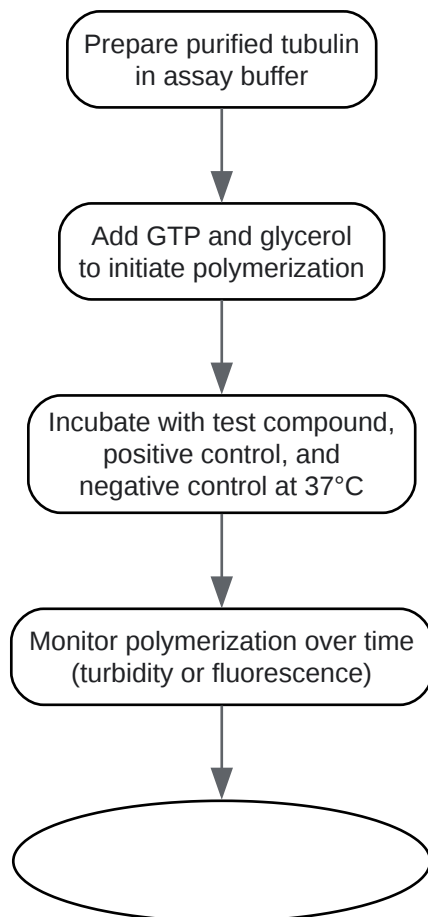 Prepare purified tubulin
in assay buffer
Add GTP and glycerol
to initiate polymerization
Incubate with test compound,
positive control, and
negative control at 37°C
Monitor polymerization over time
(turbidity or fluorescence)